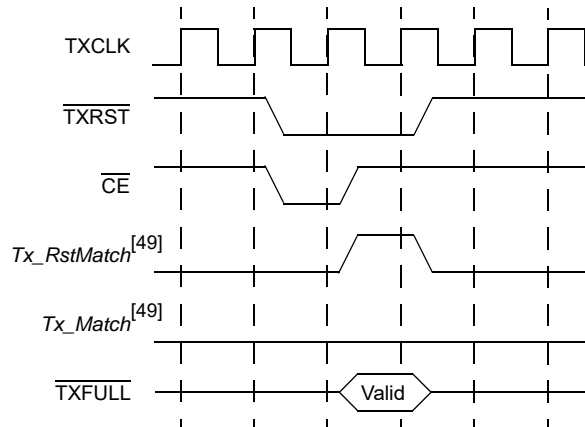 TXCLK
TXRST
CE
Tx_RstMatch[49]
Tx_Match[49]
TXFULL
Valid